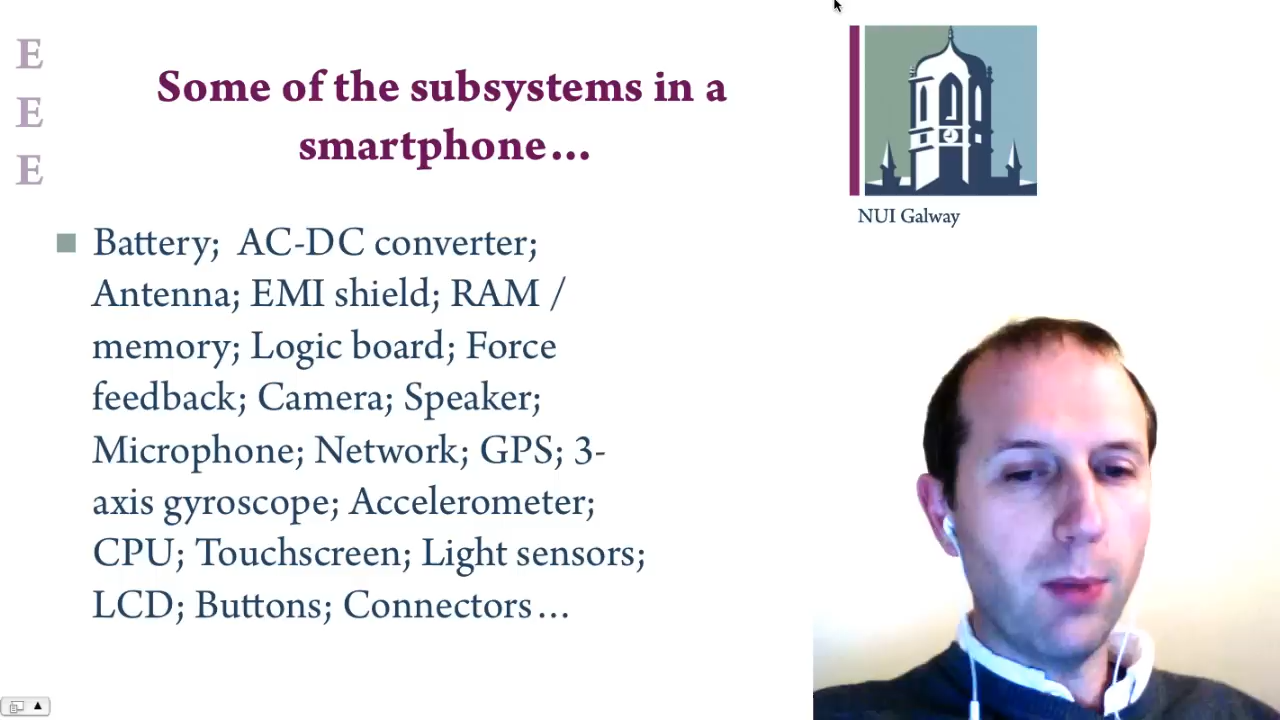 E
E
E
Some of the subsystems in a
smartphone...
NUI Galway
Battery; AC-DC converter;
Antenna; EMI shield; RAM /
memory; Logic board; Force
feedback; Camera; Speaker;
Microphone; Network; GPS; 3-
axis gyroscope; Accelerometer;
CPU; Touchscreen; Light sensors;
LCD; Buttons; Connectors...